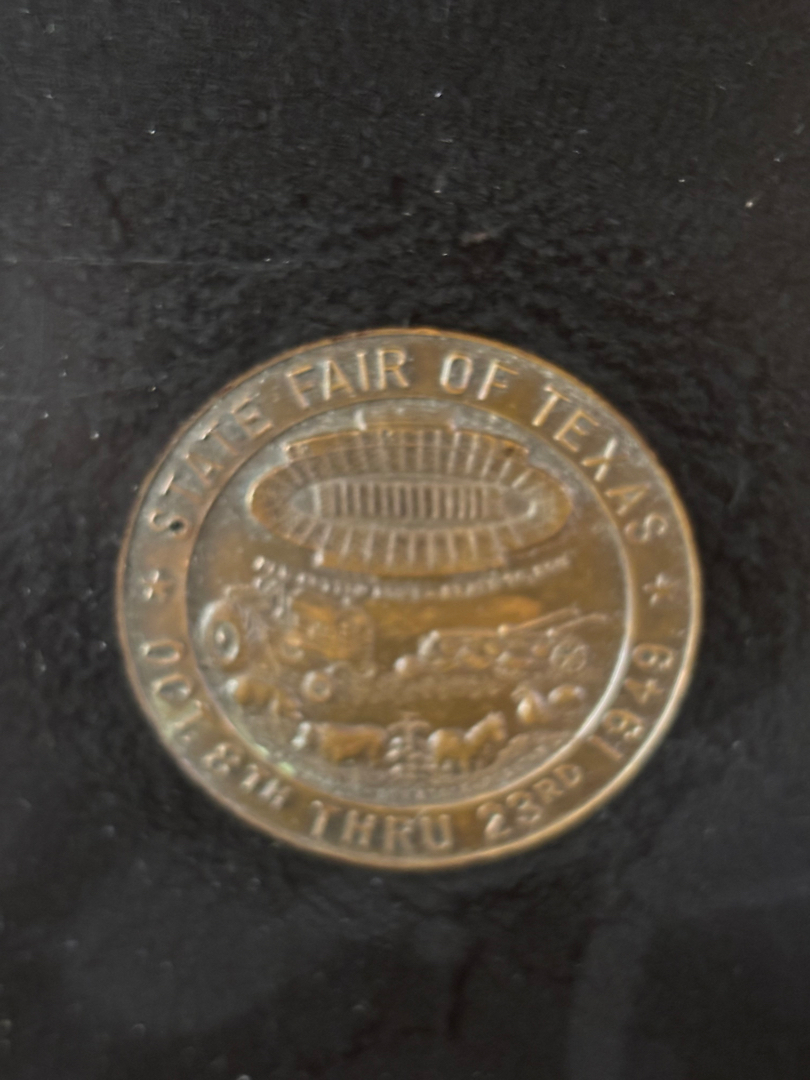 STATE FAIR OF TEXAS
OCT. 8TH THRU 23RD 1949